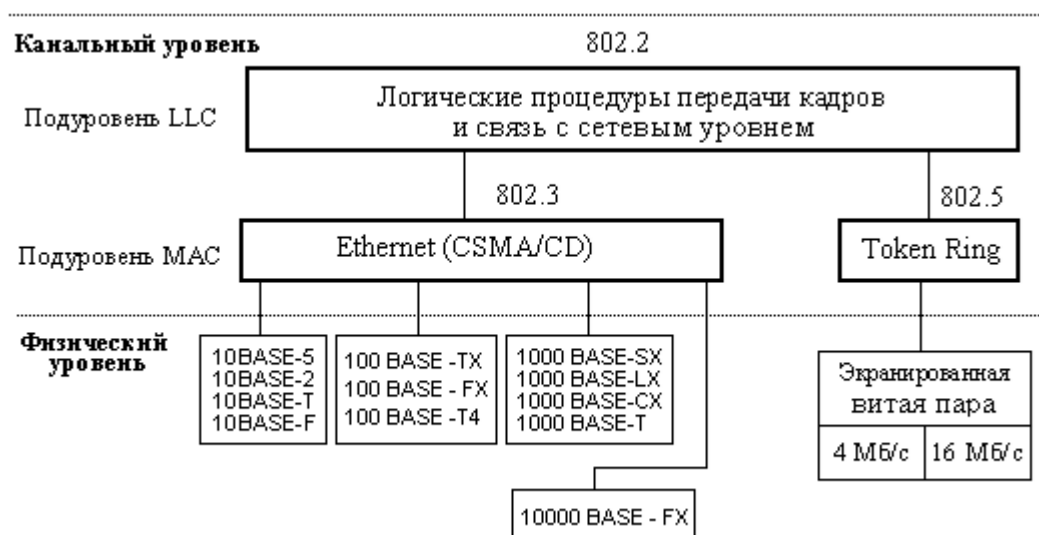 Канальный уровень
802.2
Подуровень LLC
Логические процедуры передачи кадров
и связь с сетевым уровнем
802.3
802.5
Подуровень MAC
Ethernet (CSMA/CD)
Token Ring
Физический
уровень
10BASE-5
10BASE-2
10BASE-T
10BASE-F
100 BASE -TX
100 BASE - FX
100 BASE -T4
1000 BASE-SX
1000 BASE-LX
1000 BASE-CX
1000 BASE-T
Экранированная
витая пара
4 Мб/с
16 Мб/с
10000 BASE - FX